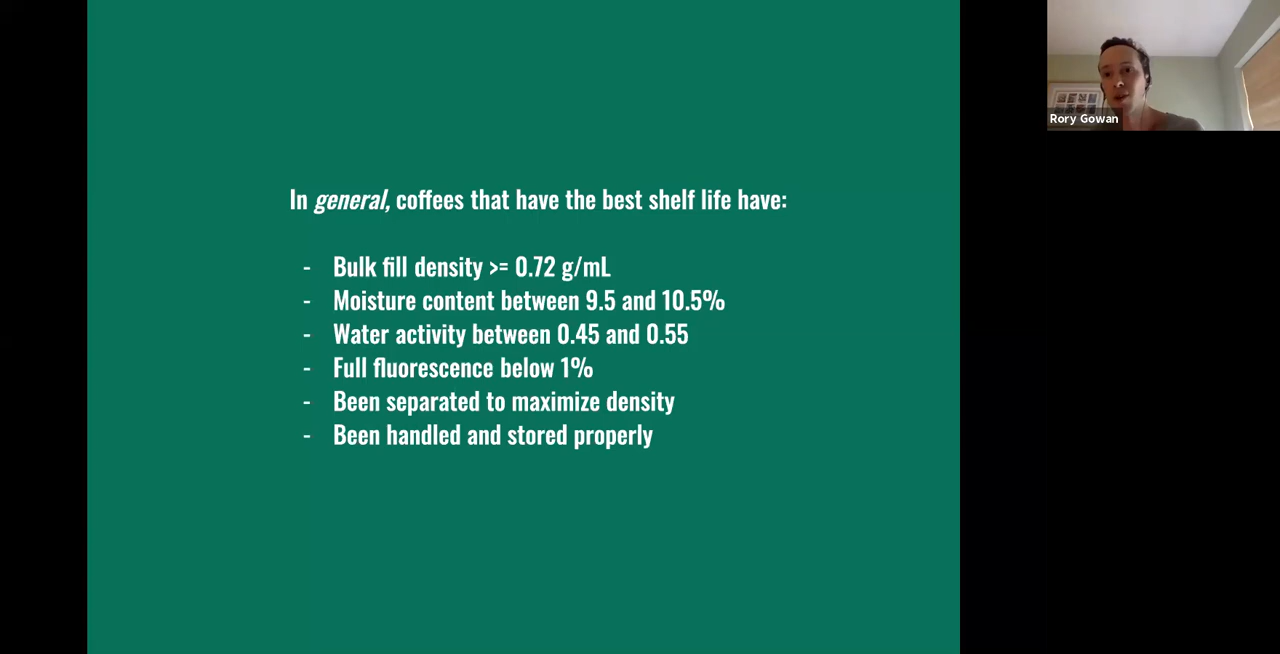 In general, coffees that have the best shelf life have:
- Bulk fill density >= 0.72 g/mL
- Moisture content between 9.5 and 10.5%
- Water activity between 0.45 and 0.55
- Full fluorescence below 1%
- Been separated to maximize density
- Been handled and stored properly
Rory Gowan